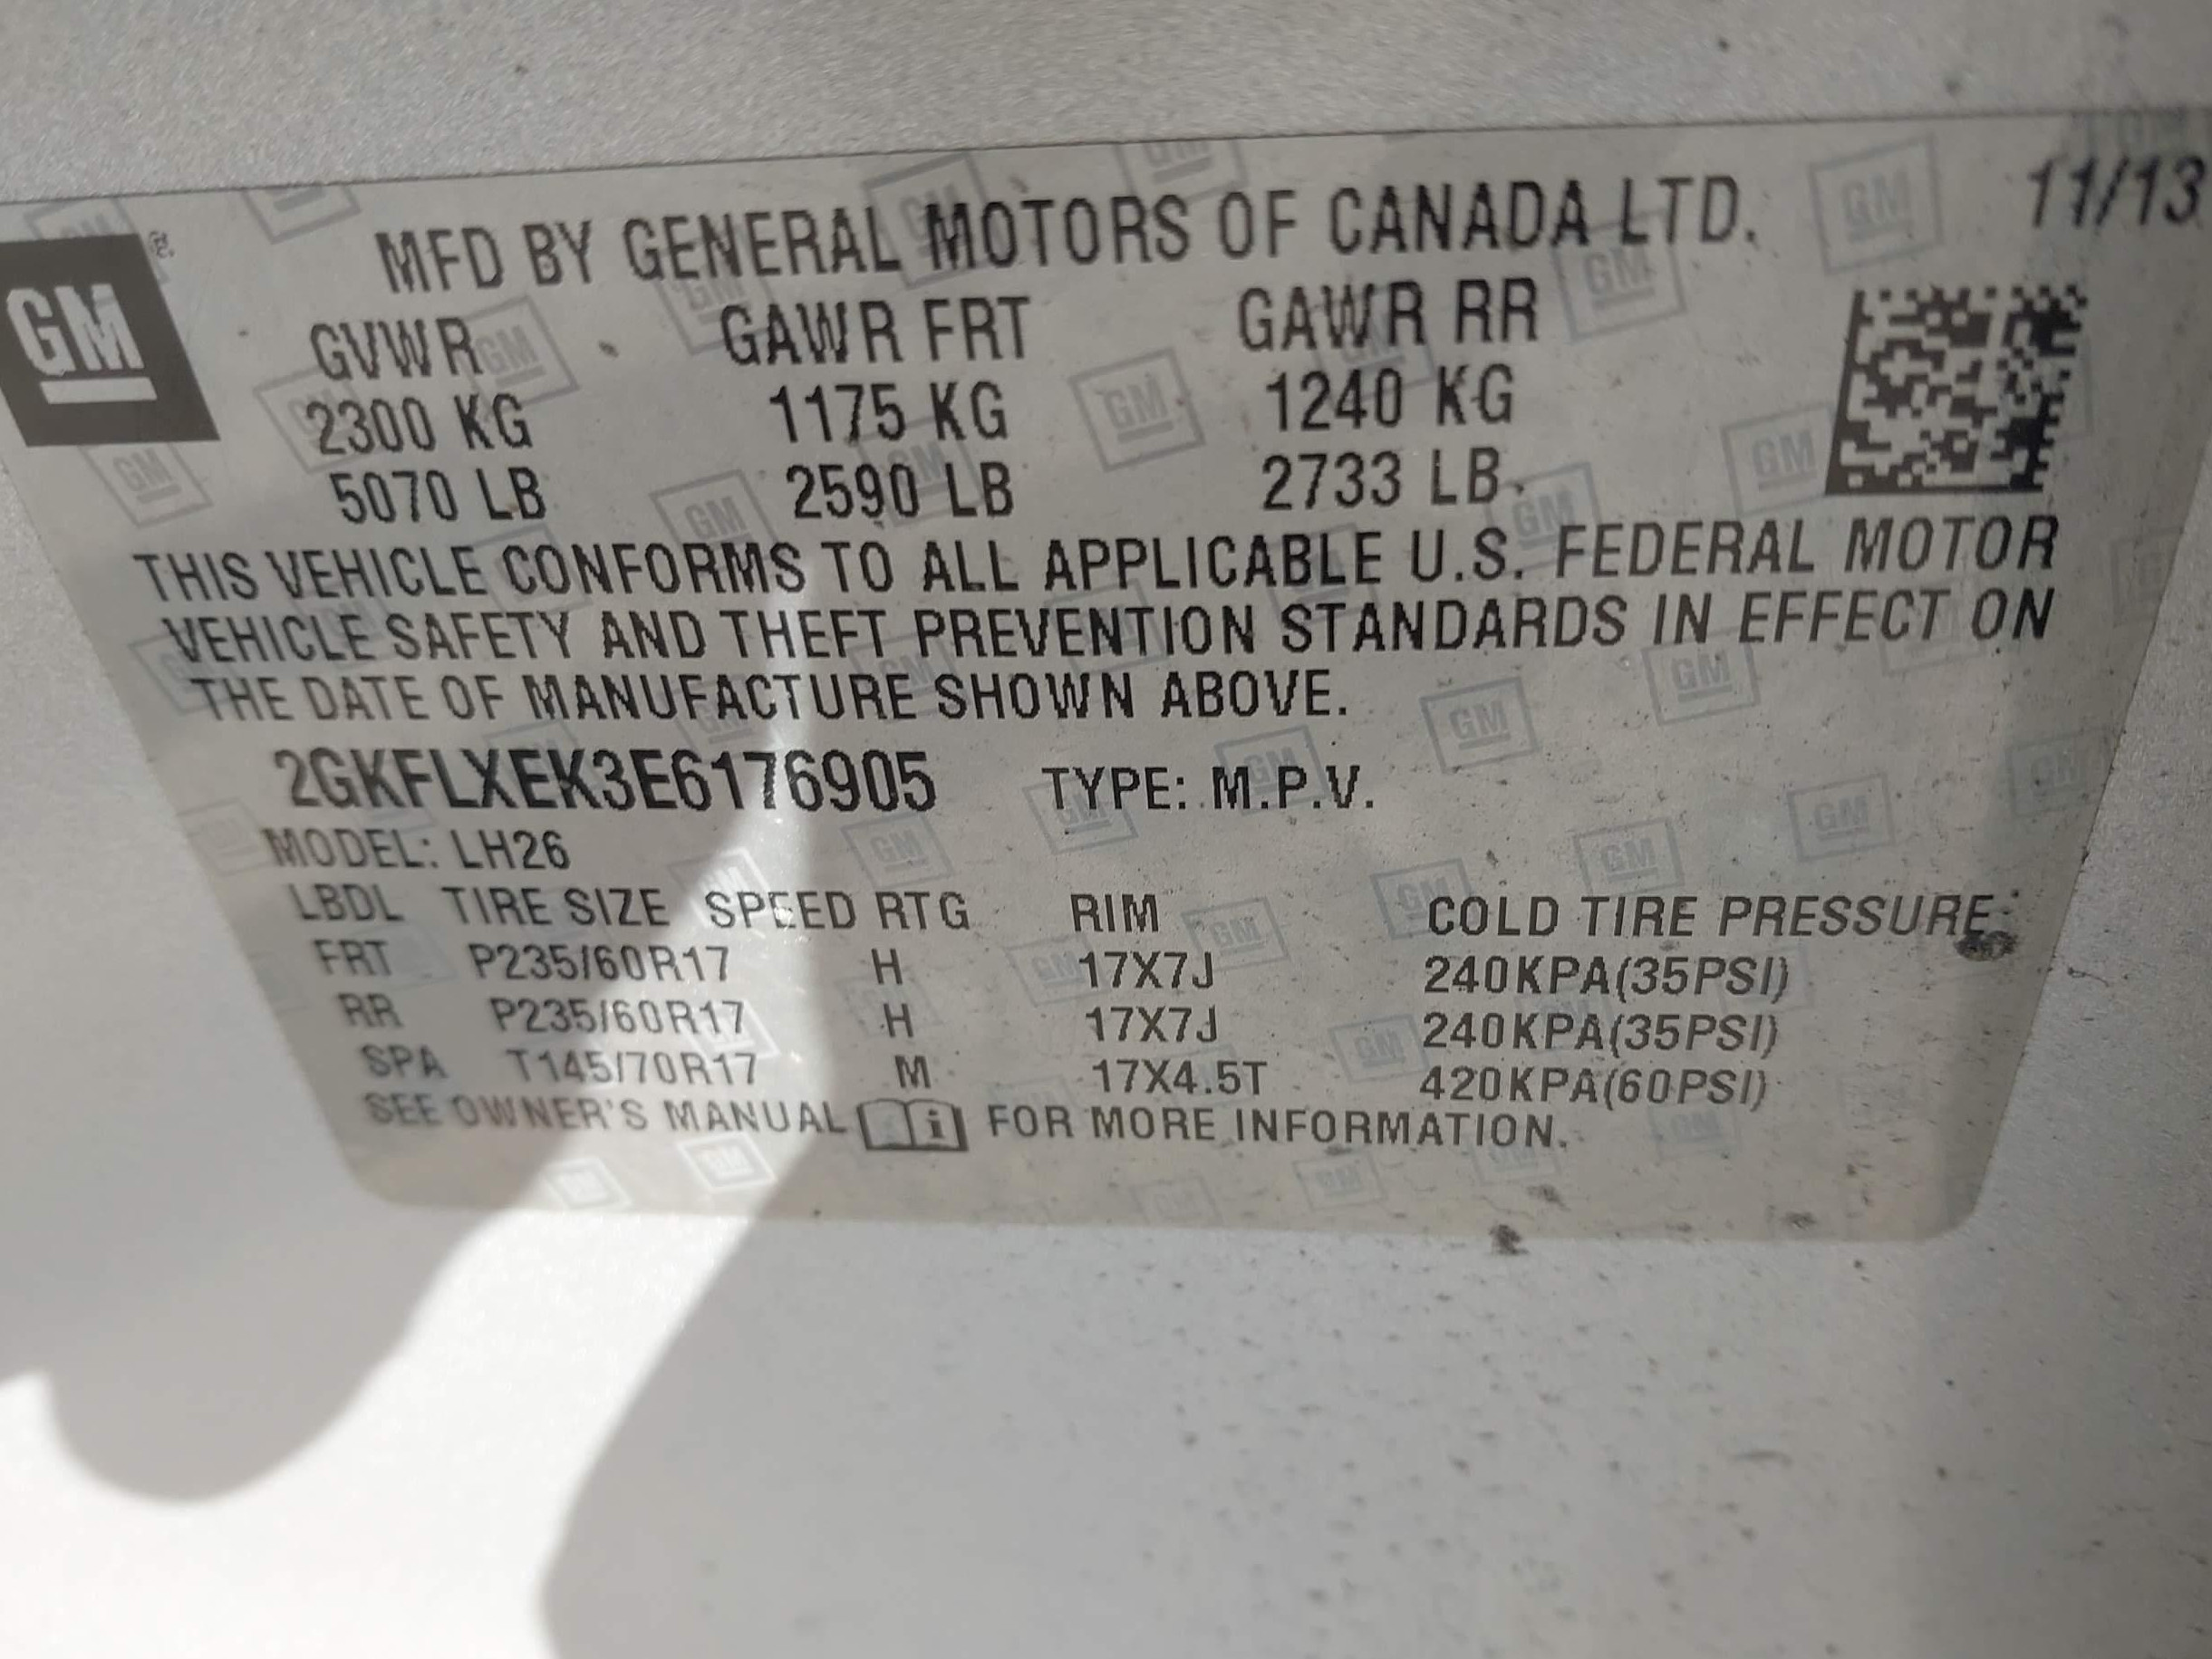 MFD BY GENERAL MOTORS OF CANADA LTD. 11/13
GM
GVWR GAWR FRT GAWR RR
2300 KG 1175 KG 1240 KG
5070 LB 2590 LB 2733 LB
THIS VEHICLE CONFORMS TO ALL APPLICABLE U.S. FEDERAL MOTOR
VEHICLE SAFETY AND THEFT PREVENTION STANDARDS IN EFFECT ON
THE DATE OF MANUFACTURE SHOWN ABOVE.
2GKFLXEK3E6176905 TYPE: M.P.V.
MODEL: LH26
LBDL TIRE SIZE SPEED RTG RIM COLD TIRE PRESSURE
FRT P235/60R17 H 17X7J 240KPA(35PSI)
RR P235/60R17 H 17X7J 240KPA(35PSI)
SPA T145/70R17 M 17X4.5T 420KPA(60PSI)
SEE OWNER'S MANUAL i FOR MORE INFORMATION.